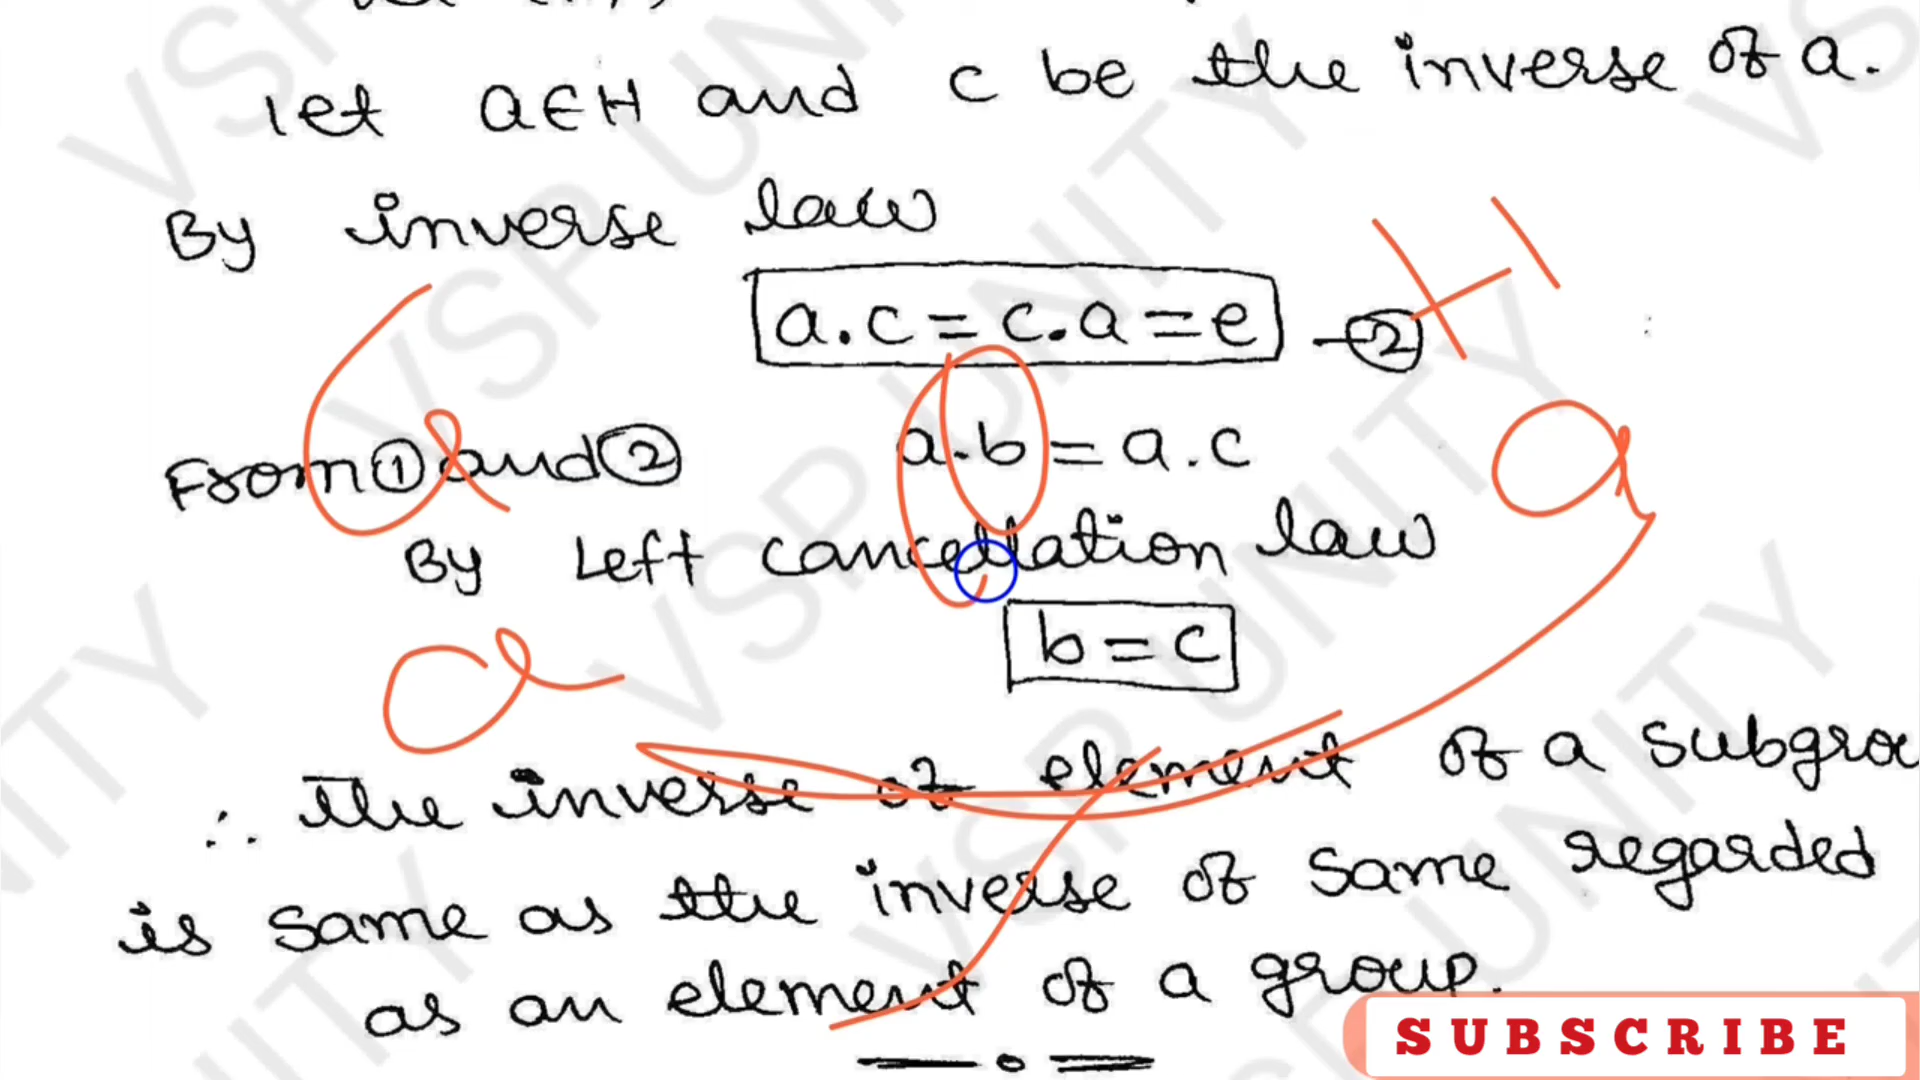 let a∈H and c be the inverse of a.
By inverse law
a.c = c.a = e —②
From ① and ② a.b = a.c
By Left cancellation law
b = c
∴ the inverse of element of a subgrou
is same as the inverse of same regarded
as an element of a group.
SUBSCRIBE
VSP UNITY